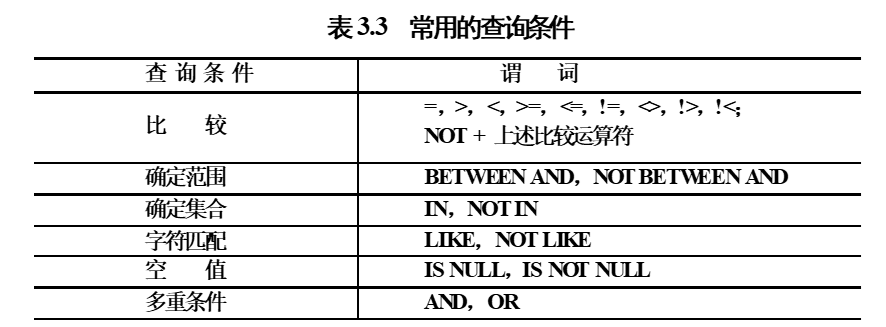 表3.3 常用的查询条件
查询条件 谓 词
比 较 =, >, <, >=, <=, !=, <>, !>, !<;
NOT + 上述比较运算符
确定范围 BETWEEN AND, NOT BETWEEN AND
确定集合 IN, NOT IN
字符匹配 LIKE, NOT LIKE
空 值 IS NULL, IS NOT NULL
多重条件 AND, OR